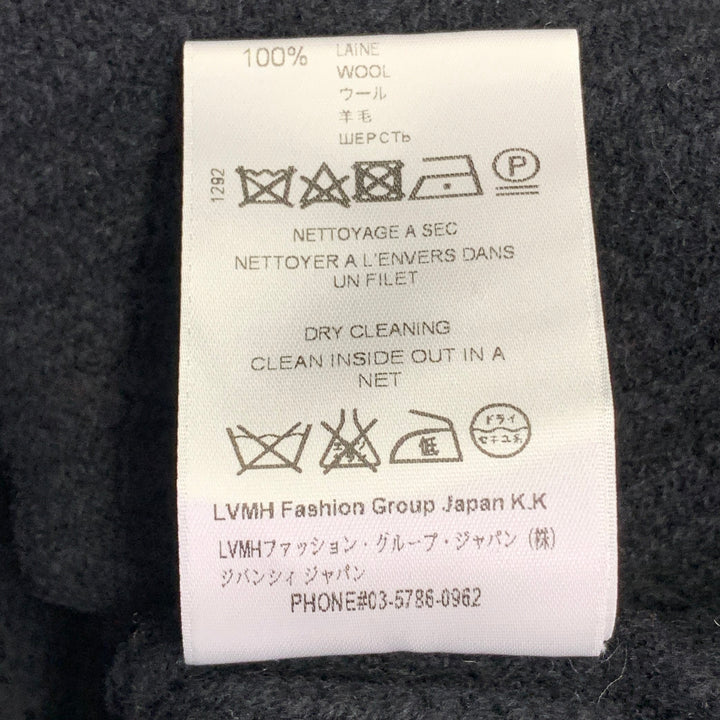 100% LAINE
WOOL
ウール
羊毛
ШЕРСТЬ
1292
P
NETTOYAGE A SEC
NETTOYER A L'ENVERS DANS
UN FILET
DRY CLEANING
CLEAN INSIDE OUT IN A
NET
低
ドライ
セキユ系
LVMH Fashion Group Japan K.K
LVMHファッション・グループ・ジャパン（株）
ジバンシィ ジャパン
PHONE#03-5786-0962